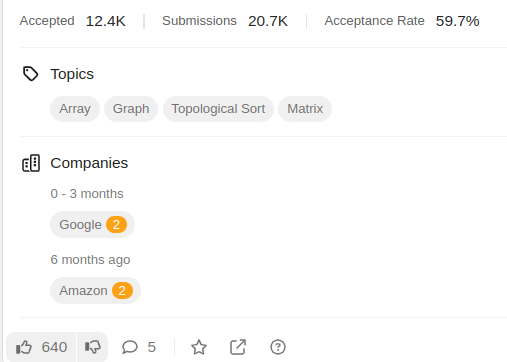 Accepted 12.4K Submissions 20.7K Acceptance Rate 59.7%
Topics
Array Graph Topological Sort Matrix
Companies
0 - 3 months
Google 2
6 months ago
Amazon 2
640 5